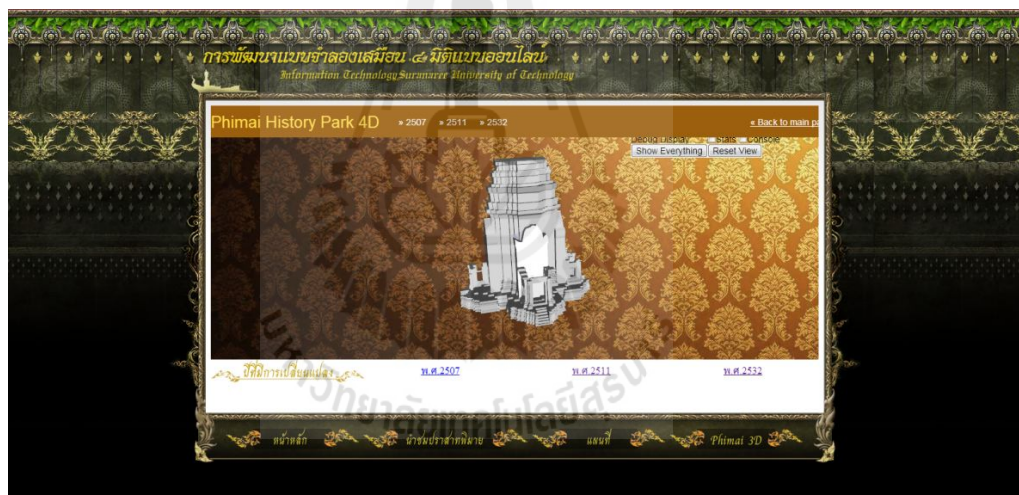 การพัฒนาแบบจำลองเสมือน ๔ มิติแบบออนไลน์
Information Technology Suranaree University of Technology
Phimai History Park 4D » 2507 » 2511 » 2532 « Back to main pa
Debug Display Stats Console
Show Everything Reset View
ปีที่มีการเปลี่ยนแปลง พ.ศ.2507 พ.ศ.2511 พ.ศ.2532
หน้าหลัก นำชมปราสาทพิมาย แผนที่ Phimai 3D